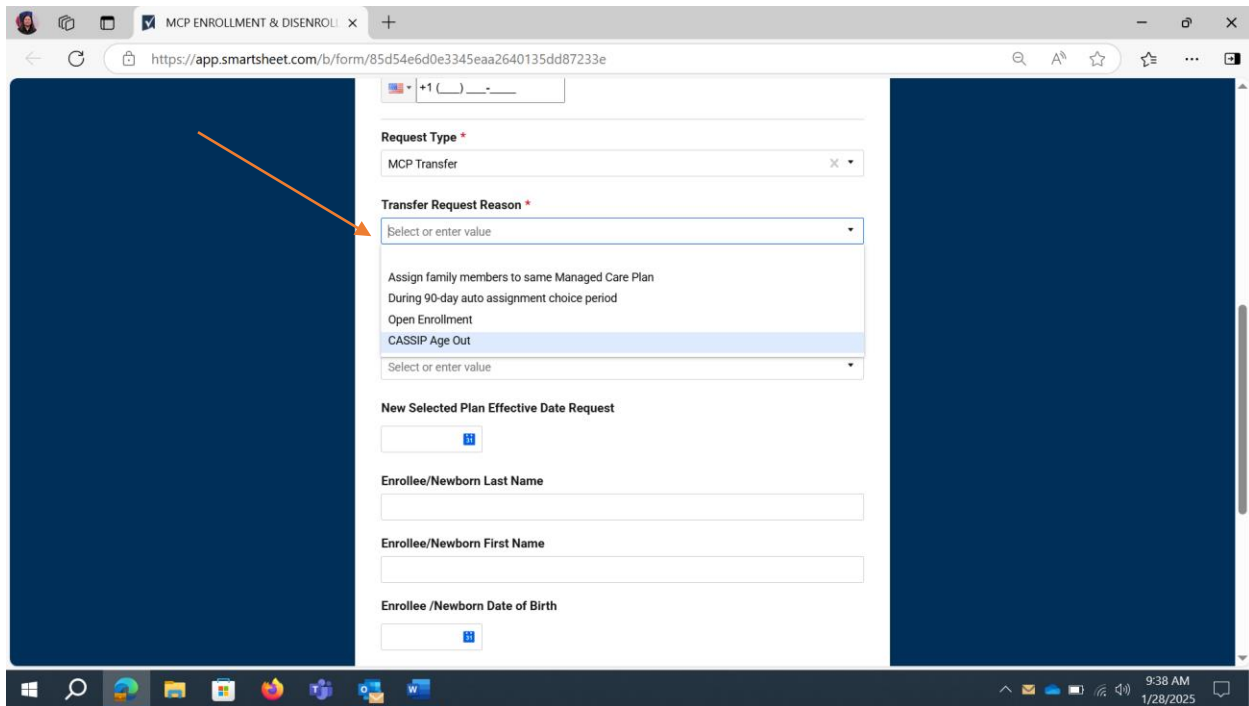 MCP ENROLLMENT & DISENROLL
https://app.smartsheet.com/b/form/85d54e6d0e3345eaa2640135dd87233e
+1 (___) ___-____
Request Type *
MCP Transfer
Transfer Request Reason *
Select or enter value
Assign family members to same Managed Care Plan
During 90-day auto assignment choice period
Open Enrollment
CASSIP Age Out
Select or enter value
New Selected Plan Effective Date Request
31
Enrollee/Newborn Last Name
Enrollee/Newborn First Name
Enrollee /Newborn Date of Birth
31
9:38 AM
1/28/2025